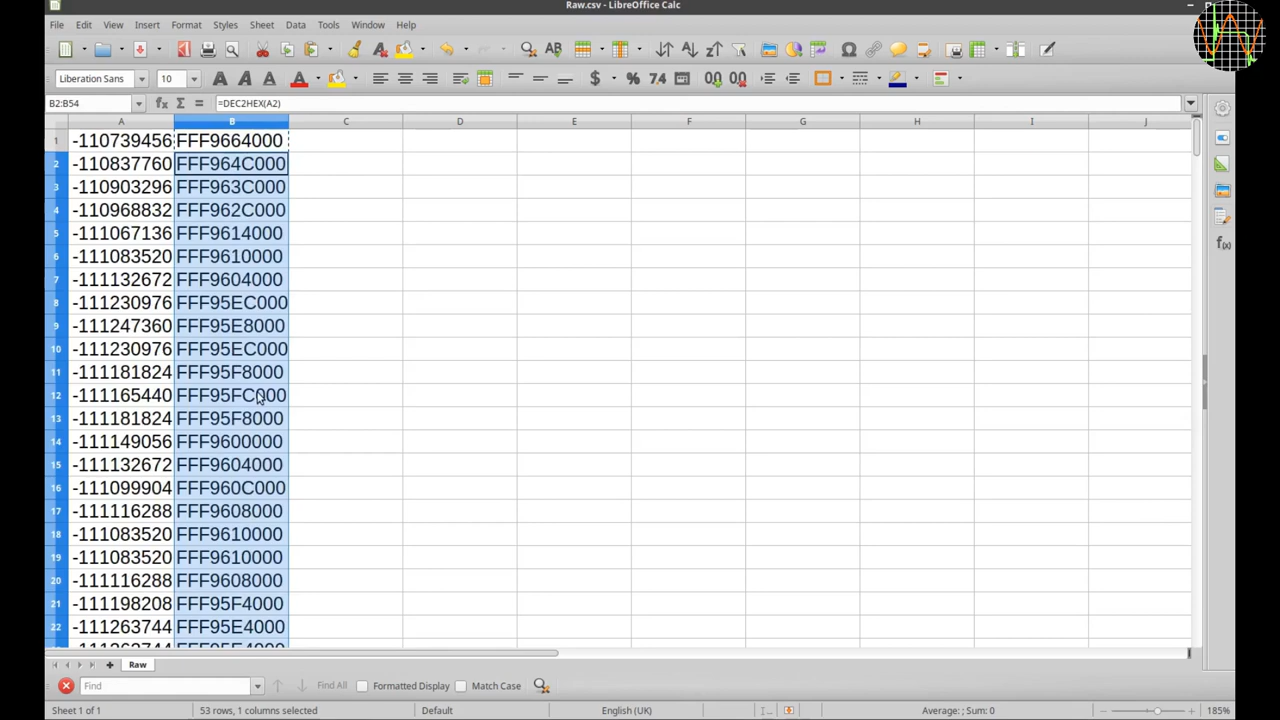 Raw.csv - LibreOffice Calc
File Edit View Insert Format Styles Sheet Data Tools Window Help
Liberation Sans 10
B2:B54 =DEC2HEX(A2)
A B C D E F G H I J
1 -110739456 FFF9664000
2 -110837760 FFF964C000
3 -110903296 FFF963C000
4 -110968832 FFF962C000
5 -111067136 FFF9614000
6 -111083520 FFF9610000
7 -111132672 FFF9604000
8 -111230976 FFF95EC000
9 -111247360 FFF95E8000
10 -111230976 FFF95EC000
11 -111181824 FFF95F8000
12 -111165440 FFF95FC000
13 -111181824 FFF95F8000
14 -111149056 FFF9600000
15 -111132672 FFF9604000
16 -111099904 FFF960C000
17 -111116288 FFF9608000
18 -111083520 FFF9610000
19 -111083520 FFF9610000
20 -111116288 FFF9608000
21 -111198208 FFF95F4000
22 -111263744 FFF95E4000
Raw
Find Find All Formatted Display Match Case
Sheet 1 of 1 53 rows, 1 columns selected Default English (UK) Average: ; Sum: 0 185%